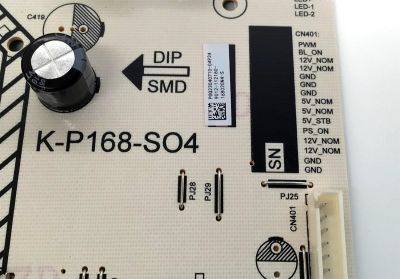 LED-1
LED-2
C419
CN401:
DIP
SMD
PWM
BL_ON
12V_NOM
12V_NOM
GND
GND
5V_NOM
5V_NOM
5V_STB
PS_ON
12V_NOM
12V_NOM
GND
GND
K-P168-SO4
SN
PJ28
PJ29
PJ25
CN401